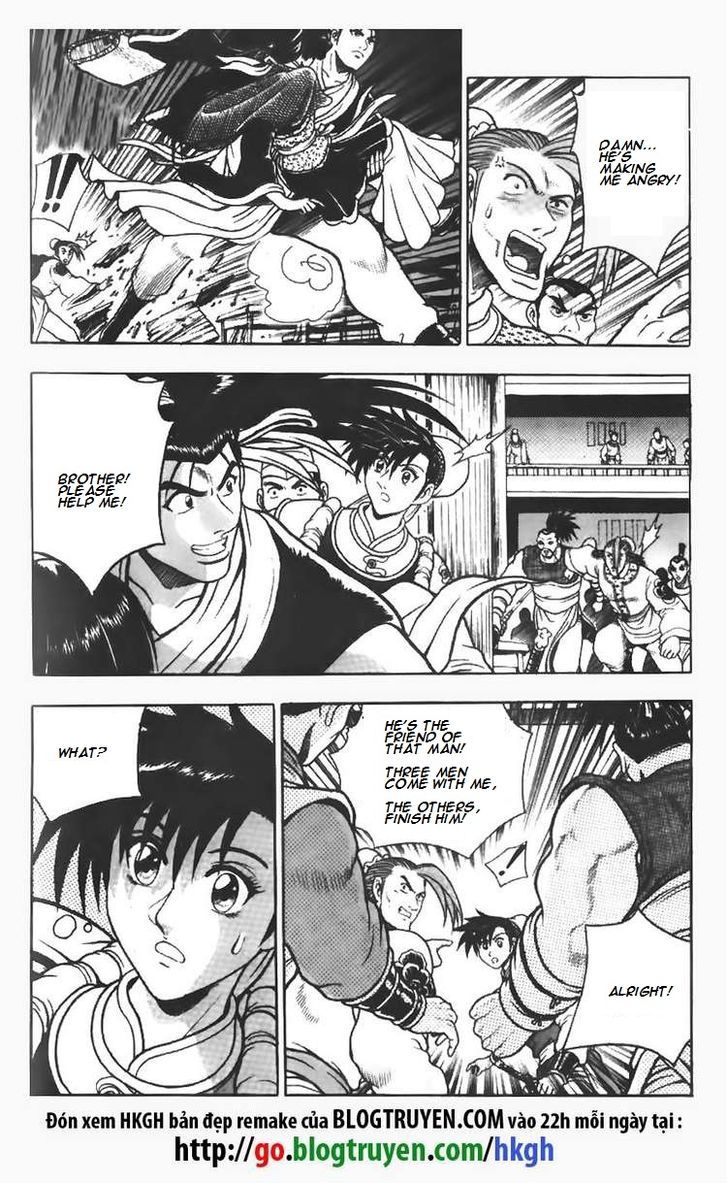 DAMN...
HE'S
MAKING
ME ANGRY!
!!
BROTHER!
PLEASE
HELP ME!
WHAT?
HE'S THE
FRIEND OF
THAT MAN!
THREE MEN
COME WITH ME,
THE OTHERS,
FINISH HIM!
!
ALRIGHT!
Đón xem HKGH bản đẹp remake của BLOGTRUYEN.COM vào 22h mỗi ngày tại :
http://go.blogtruyen.com/hkgh